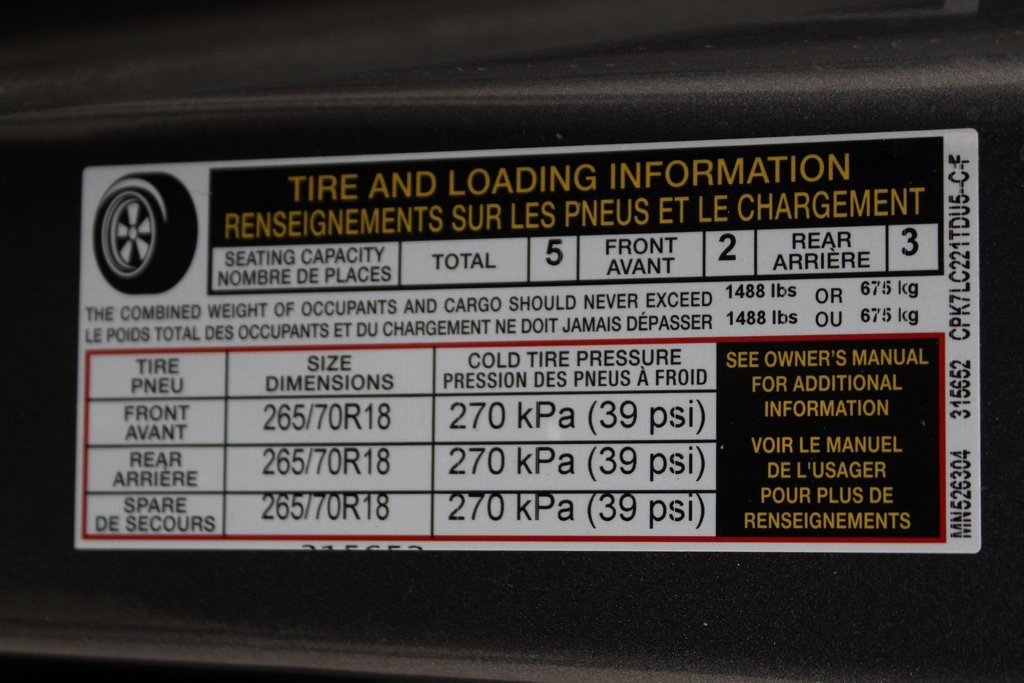 TIRE AND LOADING INFORMATION
RENSEIGNEMENTS SUR LES PNEUS ET LE CHARGEMENT
SEATING CAPACITY
NOMBRE DE PLACES
TOTAL
5
FRONT
AVANT
2
REAR
ARRIÈRE
3
THE COMBINED WEIGHT OF OCCUPANTS AND CARGO SHOULD NEVER EXCEED 1488 lbs OR 675 kg
LE POIDS TOTAL DES OCCUPANTS ET DU CHARGEMENT NE DOIT JAMAIS DÉPASSER 1488 lbs OU 675 kg
TIRE
PNEU
SIZE
DIMENSIONS
COLD TIRE PRESSURE
PRESSION DES PNEUS À FROID
FRONT
AVANT
265/70R18
270 kPa (39 psi)
REAR
ARRIÈRE
265/70R18
270 kPa (39 psi)
SPARE
DE SECOURS
265/70R18
270 kPa (39 psi)
SEE OWNER'S MANUAL
FOR ADDITIONAL
INFORMATION
VOIR LE MANUEL
DE L'USAGER
POUR PLUS DE
RENSEIGNEMENTS
MN526304 315652 CPK7LC221TDU5-C-F